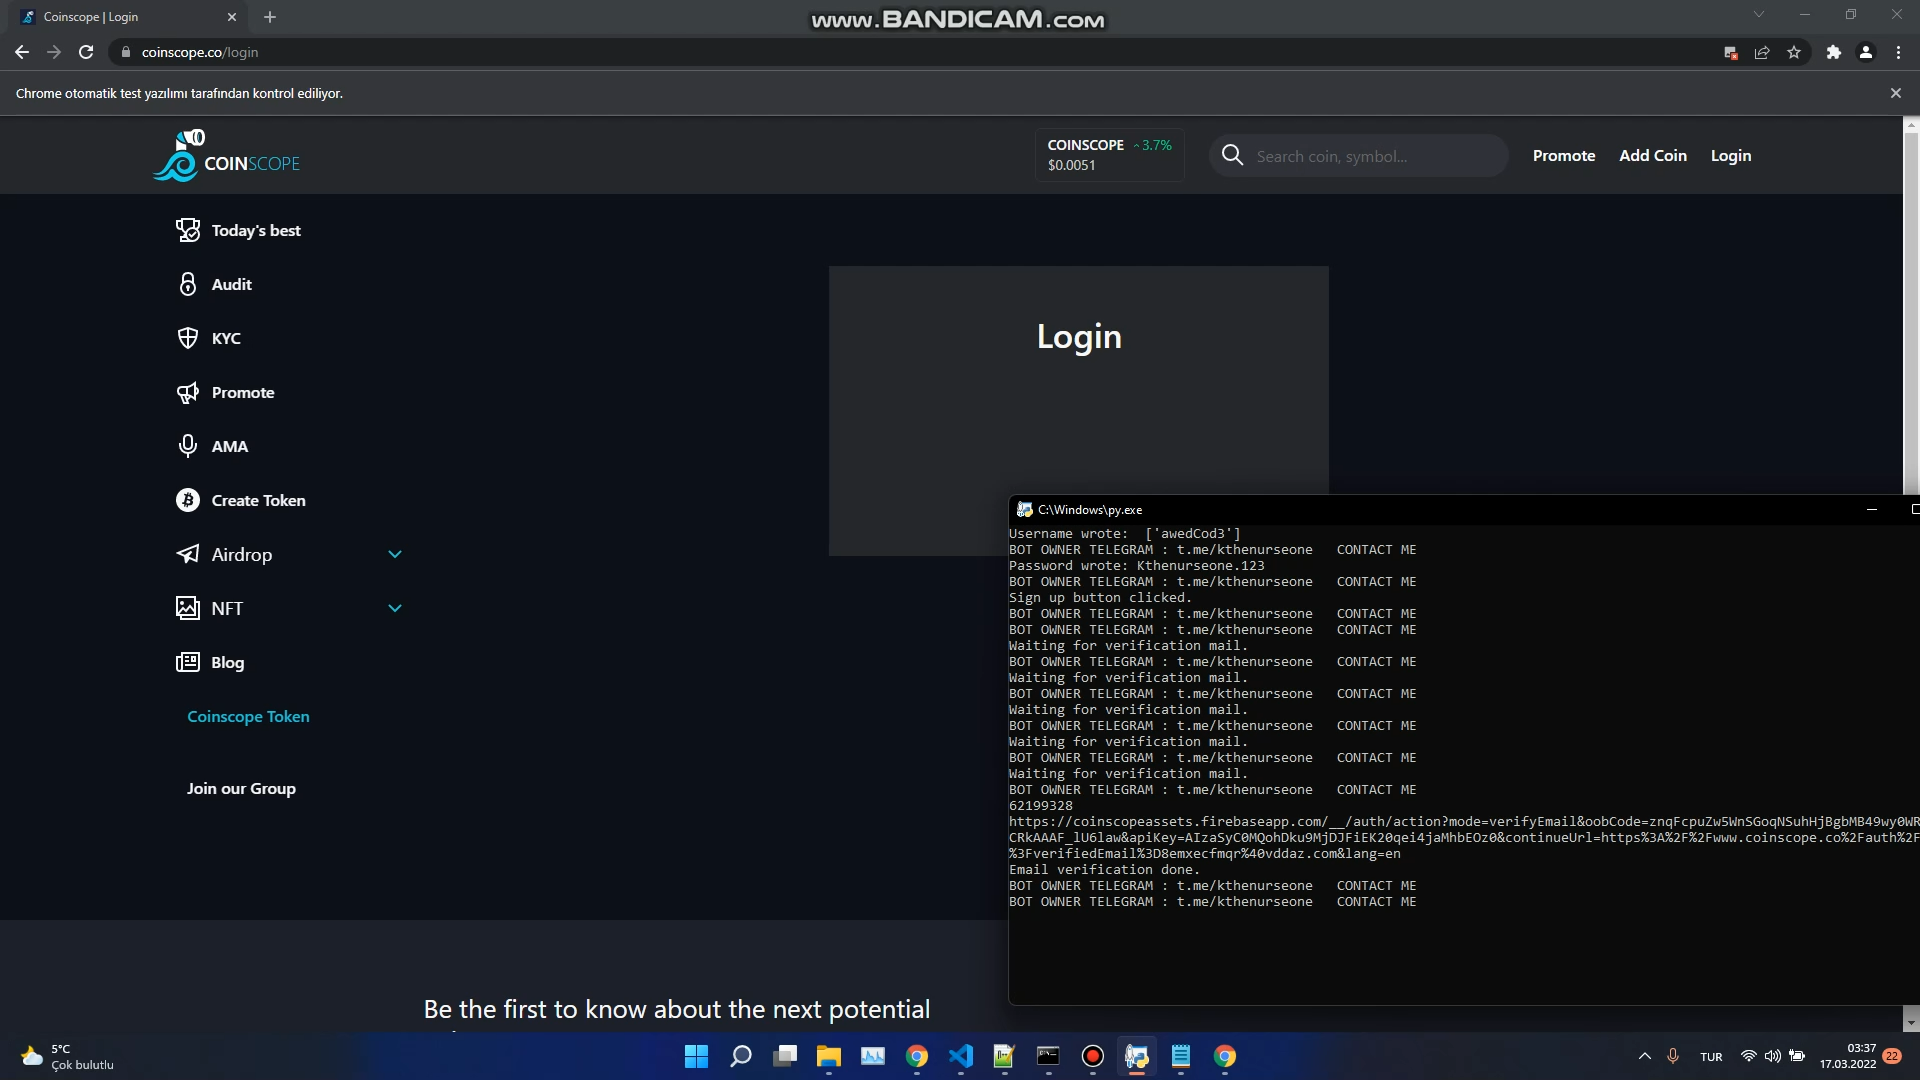 Coinscope | Login
www.BANDICAM.com
coinscope.co/login
Chrome otomatik test yazılımı tarafından kontrol ediliyor.
COINSCOPE
COINSCOPE 3.7%
$0.0051
Search coin, symbol...
Promote
Add Coin
Login
Today's best
Audit
KYC
Promote
AMA
Create Token
Airdrop
NFT
Blog
Coinscope Token
Join our Group
Login
C:\Windows\py.exe
Username wrote:  ['awedCod3']
BOT OWNER TELEGRAM : t.me/kthenurseone   CONTACT ME
Password wrote: Kthenurseone.123
BOT OWNER TELEGRAM : t.me/kthenurseone   CONTACT ME
Sign up button clicked.
BOT OWNER TELEGRAM : t.me/kthenurseone   CONTACT ME
BOT OWNER TELEGRAM : t.me/kthenurseone   CONTACT ME
Waiting for verification mail.
BOT OWNER TELEGRAM : t.me/kthenurseone   CONTACT ME
Waiting for verification mail.
BOT OWNER TELEGRAM : t.me/kthenurseone   CONTACT ME
Waiting for verification mail.
BOT OWNER TELEGRAM : t.me/kthenurseone   CONTACT ME
Waiting for verification mail.
BOT OWNER TELEGRAM : t.me/kthenurseone   CONTACT ME
Waiting for verification mail.
BOT OWNER TELEGRAM : t.me/kthenurseone   CONTACT ME
62199328
https://coinscopeassets.firebaseapp.com/__/auth/action?mode=verifyEmail&oobCode=znqFcpuZw5WnSGoqNSuhHjBgbMB49wy0WR
CRkAAAF_lU6law&apiKey=AIzaSyC0MQohDku9MjDJFiEK20qei4jaMhbEOz0&continueUrl=https%3A%2F%2Fwww.coinscope.co%2Fauth%2F
%3FverifiedEmail%3D8emxecfmqr%40vddaz.com&lang=en
Email verification done.
BOT OWNER TELEGRAM : t.me/kthenurseone   CONTACT ME
BOT OWNER TELEGRAM : t.me/kthenurseone   CONTACT ME
Be the first to know about the next potential
5°C
Çok bulutlu
TUR
03:37
17.03.2022
22